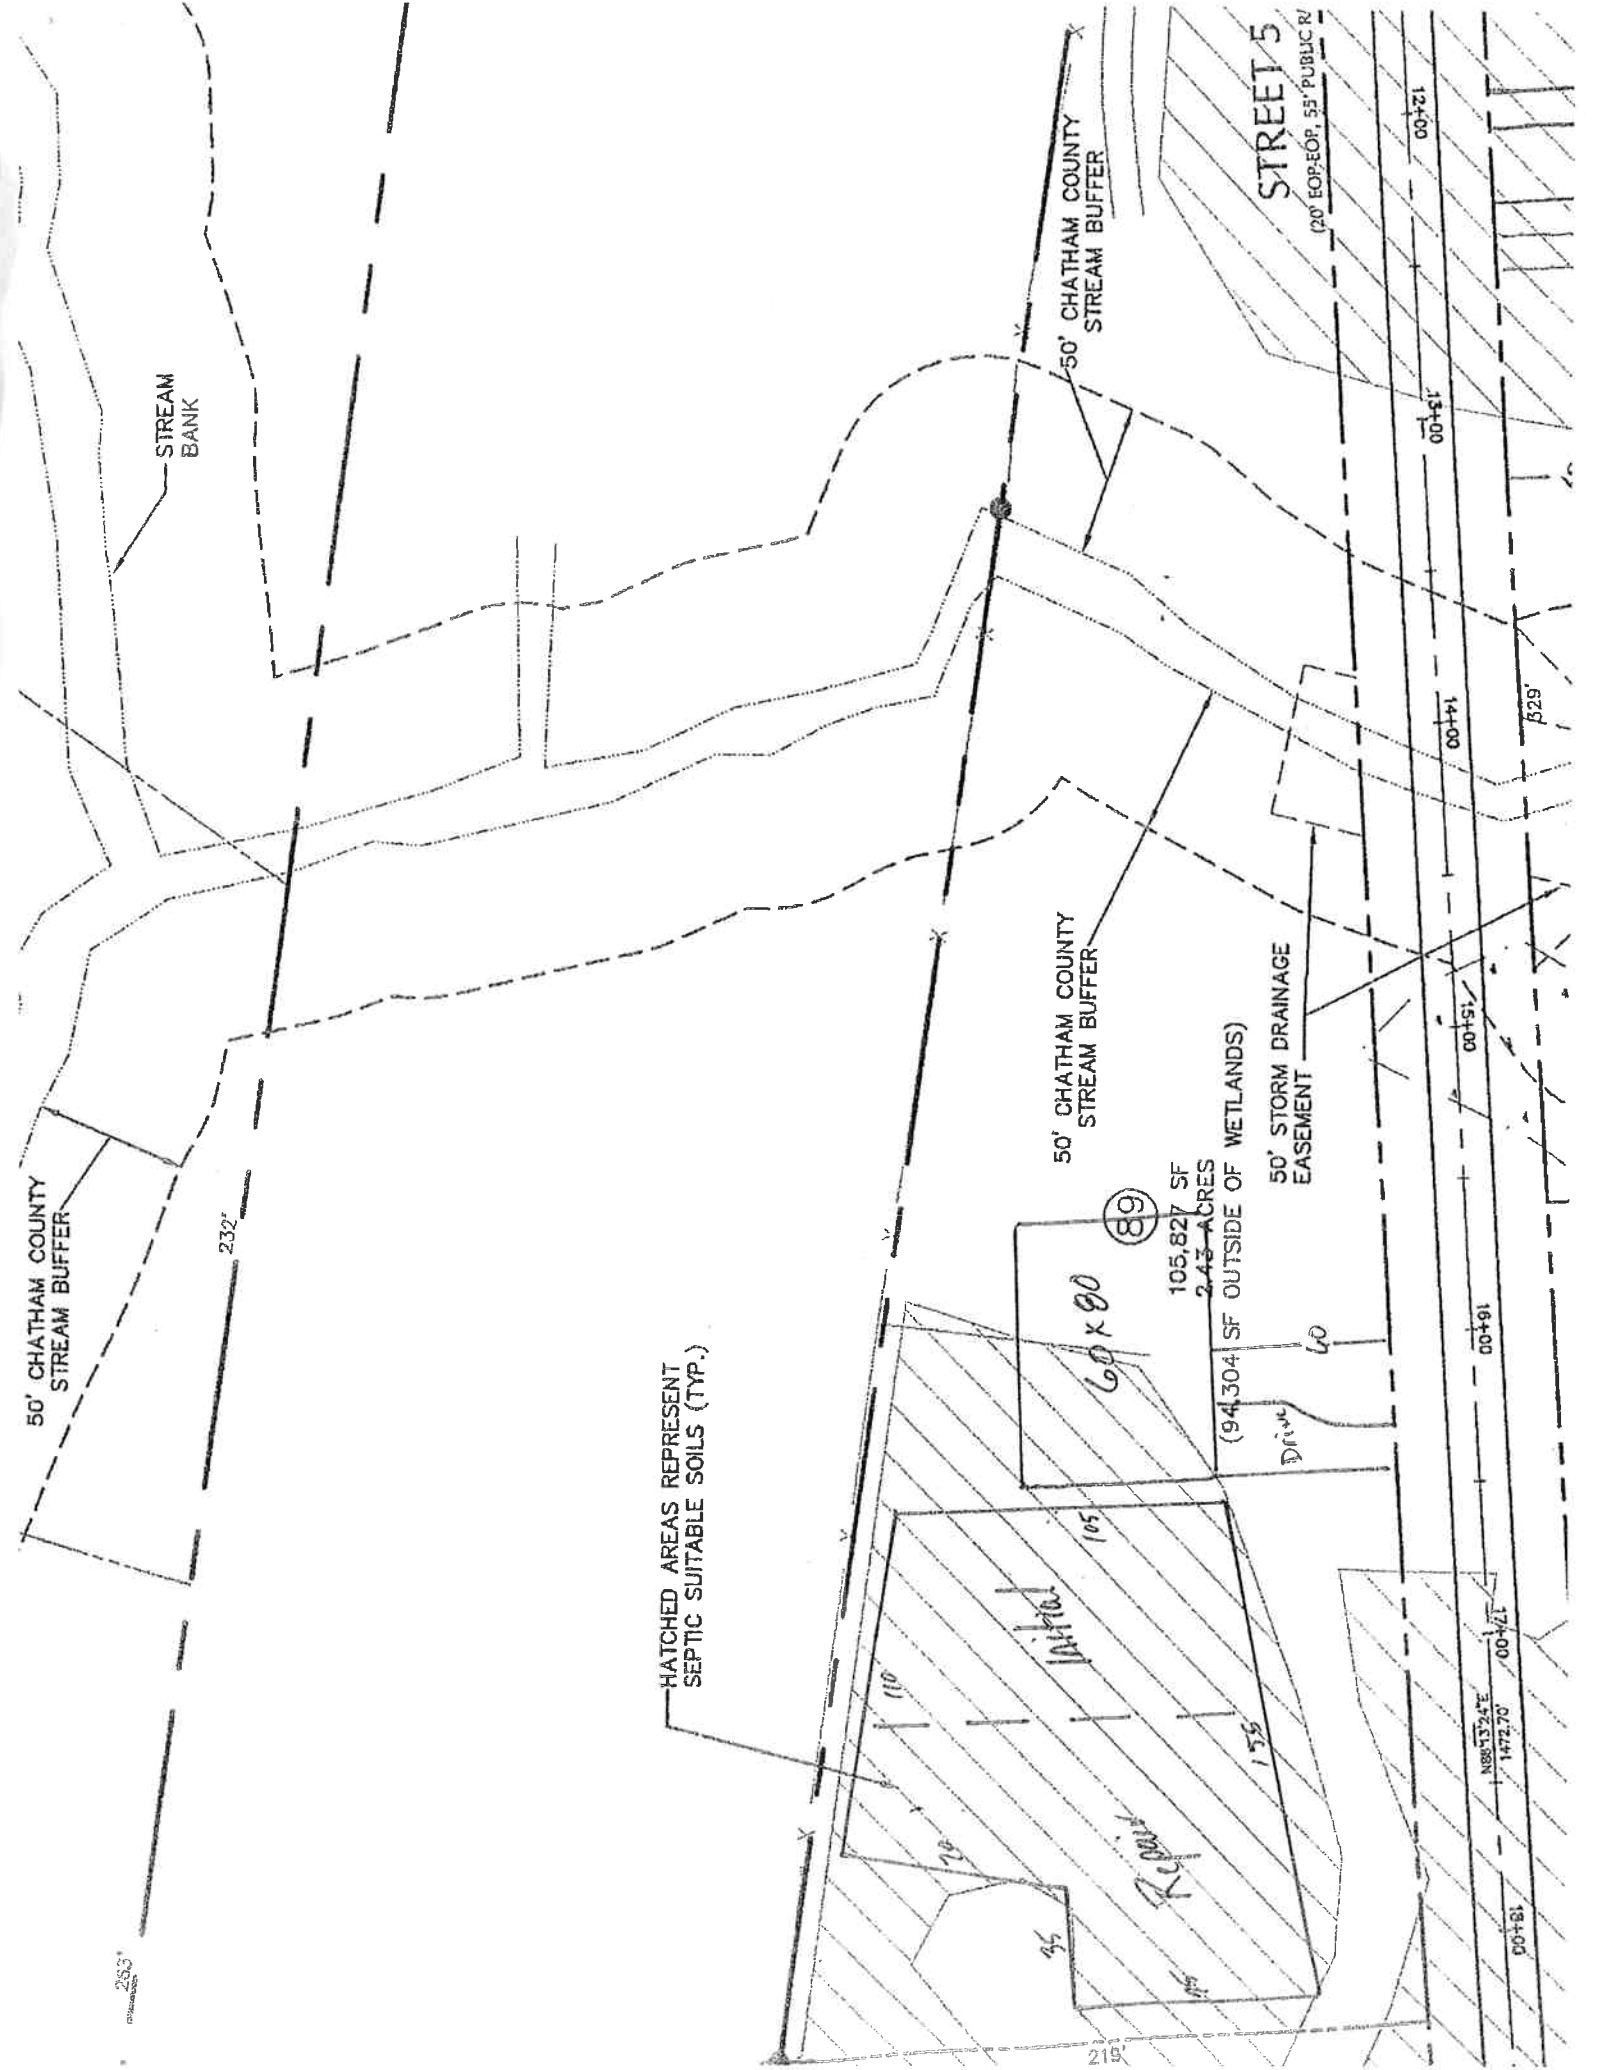 50' CHATHAM COUNTY
STREAM BUFFER
232'
263'
STREAM
BANK
HATCHED AREAS REPRESENT
SEPTIC SUITABLE SOILS (TYP.)
50' CHATHAM COUNTY
STREAM BUFFER
50' CHATHAM COUNTY
STREAM BUFFER
STREET 5
(20' EOP-EOP, 55' PUBLIC R/
89
105,827 SF
2.43 ACRES
(94,304 SF OUTSIDE OF WETLANDS)
50' STORM DRAINAGE
EASEMENT
60 x 80
60
Drive
Initial
Repair
110
105
155
70
35
219'
329'
12+00
13+00
14+00
15+00
16+00
17+00
18+00
N88°13'24"E
1472.70'